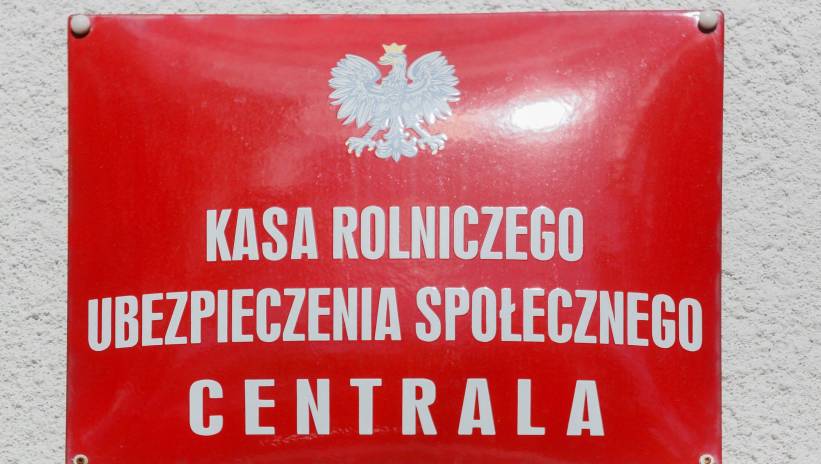 KASA ROLNICZEGO
UBEZPIECZENIA SPOŁECZNEGO
CENTRALA